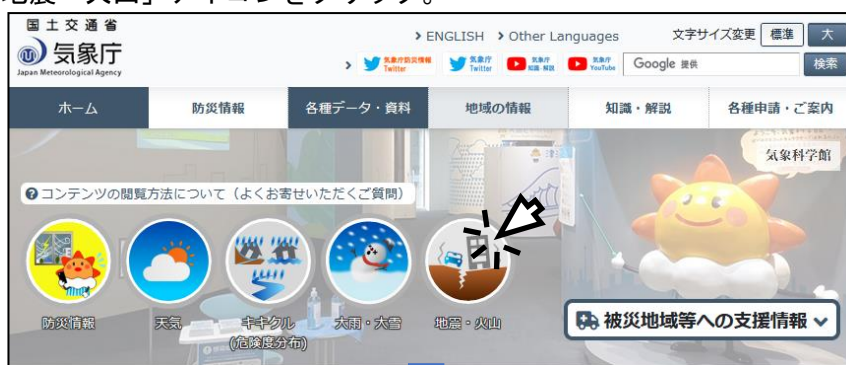 地震・火山」アイコンをクリック。
国土交通省
気象庁
Japan Meteorological Agency
ENGLISH Other Languages 文字サイズ変更 標準 大
気象庁防災情報 Twitter 気象庁 Twitter 気象庁 知識・解説 気象庁 YouTube Google 提供 検索
ホーム 防災情報 各種データ・資料 地域の情報 知識・解説 各種申請・ご案内
気象科学館
コンテンツの閲覧方法について(よくお寄せいただくご質問)
防災情報 天気 キキクル 大雨・大雪 地震・火山
(危険度分布)
被災地域等への支援情報